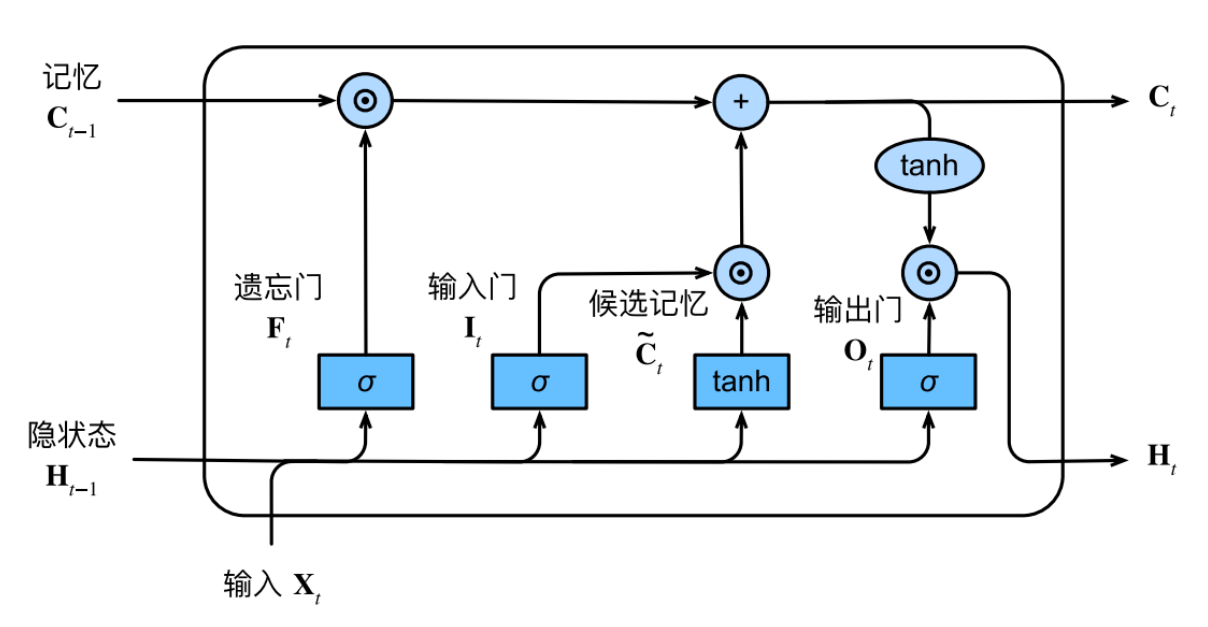 记忆
C_{t−1}
⊙
+
C_t
tanh
遗忘门
F_t
输入门
I_t
⊙
候选记忆
C̃_t
⊙
输出门
O_t
σ
σ
tanh
σ
隐状态
H_{t−1}
H_t
输入 X_t